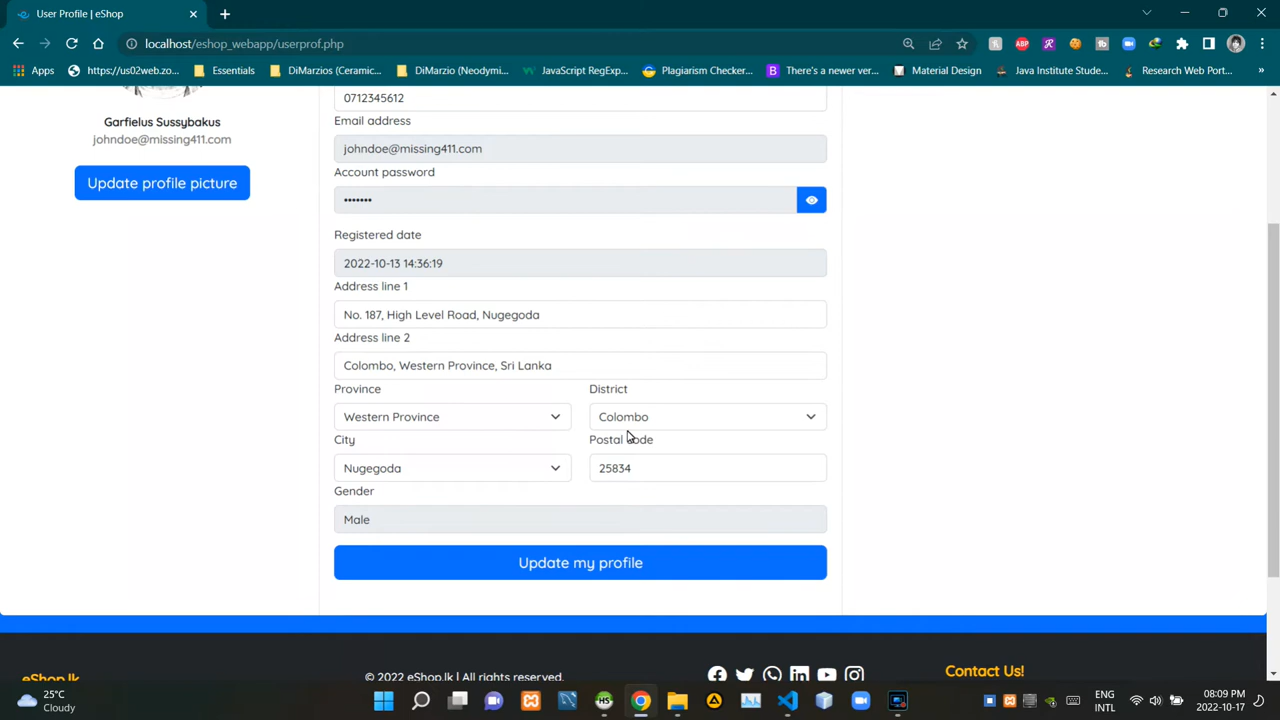 User Profile | eShop
localhost/eshop_webapp/userprof.php
Apps https://us02web.zo... Essentials DiMarzios (Ceramic... DiMarzio (Neodymi... JavaScript RegExp... Plagiarism Checker... There's a newer ver... Material Design Java Institute Stude... Research Web Port... »
0712345612
Garfielus Sussybakus
johndoe@missing411.com
Update profile picture
Email address
johndoe@missing411.com
Account password
•••••••
Registered date
2022-10-13 14:36:19
Address line 1
No. 187, High Level Road, Nugegoda
Address line 2
Colombo, Western Province, Sri Lanka
Province District
Western Province Colombo
City Postal code
Nugegoda 25834
Gender
Male
Update my profile
eShop.lk
© 2022 eShop.lk | All rights reserved.
Contact Us!
25°C
Cloudy
ENG
INTL
08:09 PM
2022-10-17